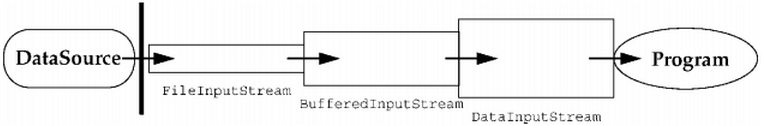 DataSource
Program
FileInputStream
BufferedInputStream
DataInputStream